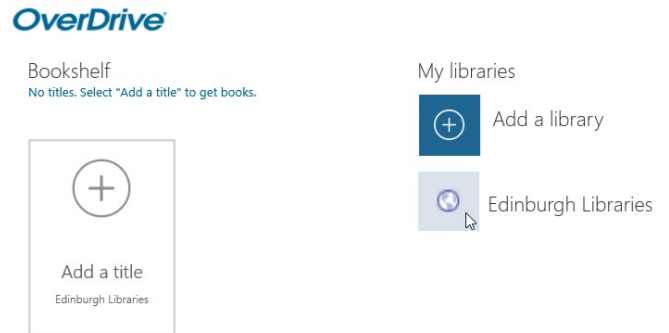 OverDrive
Bookshelf
No titles. Select "Add a title" to get books.
Add a title
Edinburgh Libraries
My libraries
Add a library
Edinburgh Libraries